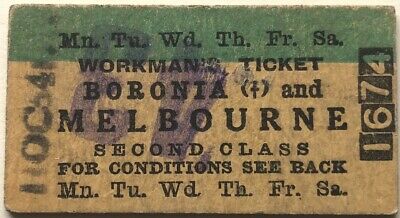 Mn. Tu. Wd. Th. Fr. Sa.
WORKMAN'S TICKET
BORONIA (†) and
MELBOURNE
SECOND CLASS
FOR CONDITIONS SEE BACK
Mn. Tu. Wd. Th. Fr. Sa.
1674